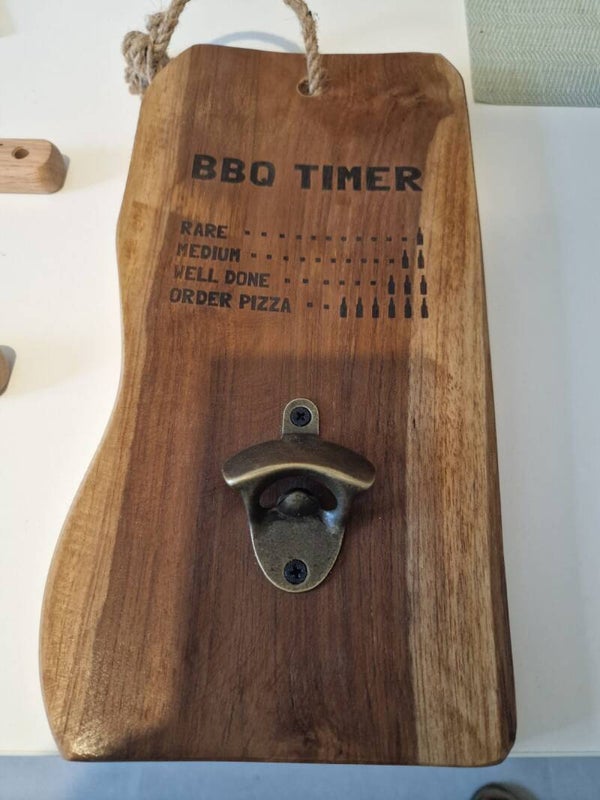 BBQ TIMER
RARE
MEDIUM
WELL DONE
ORDER PIZZA